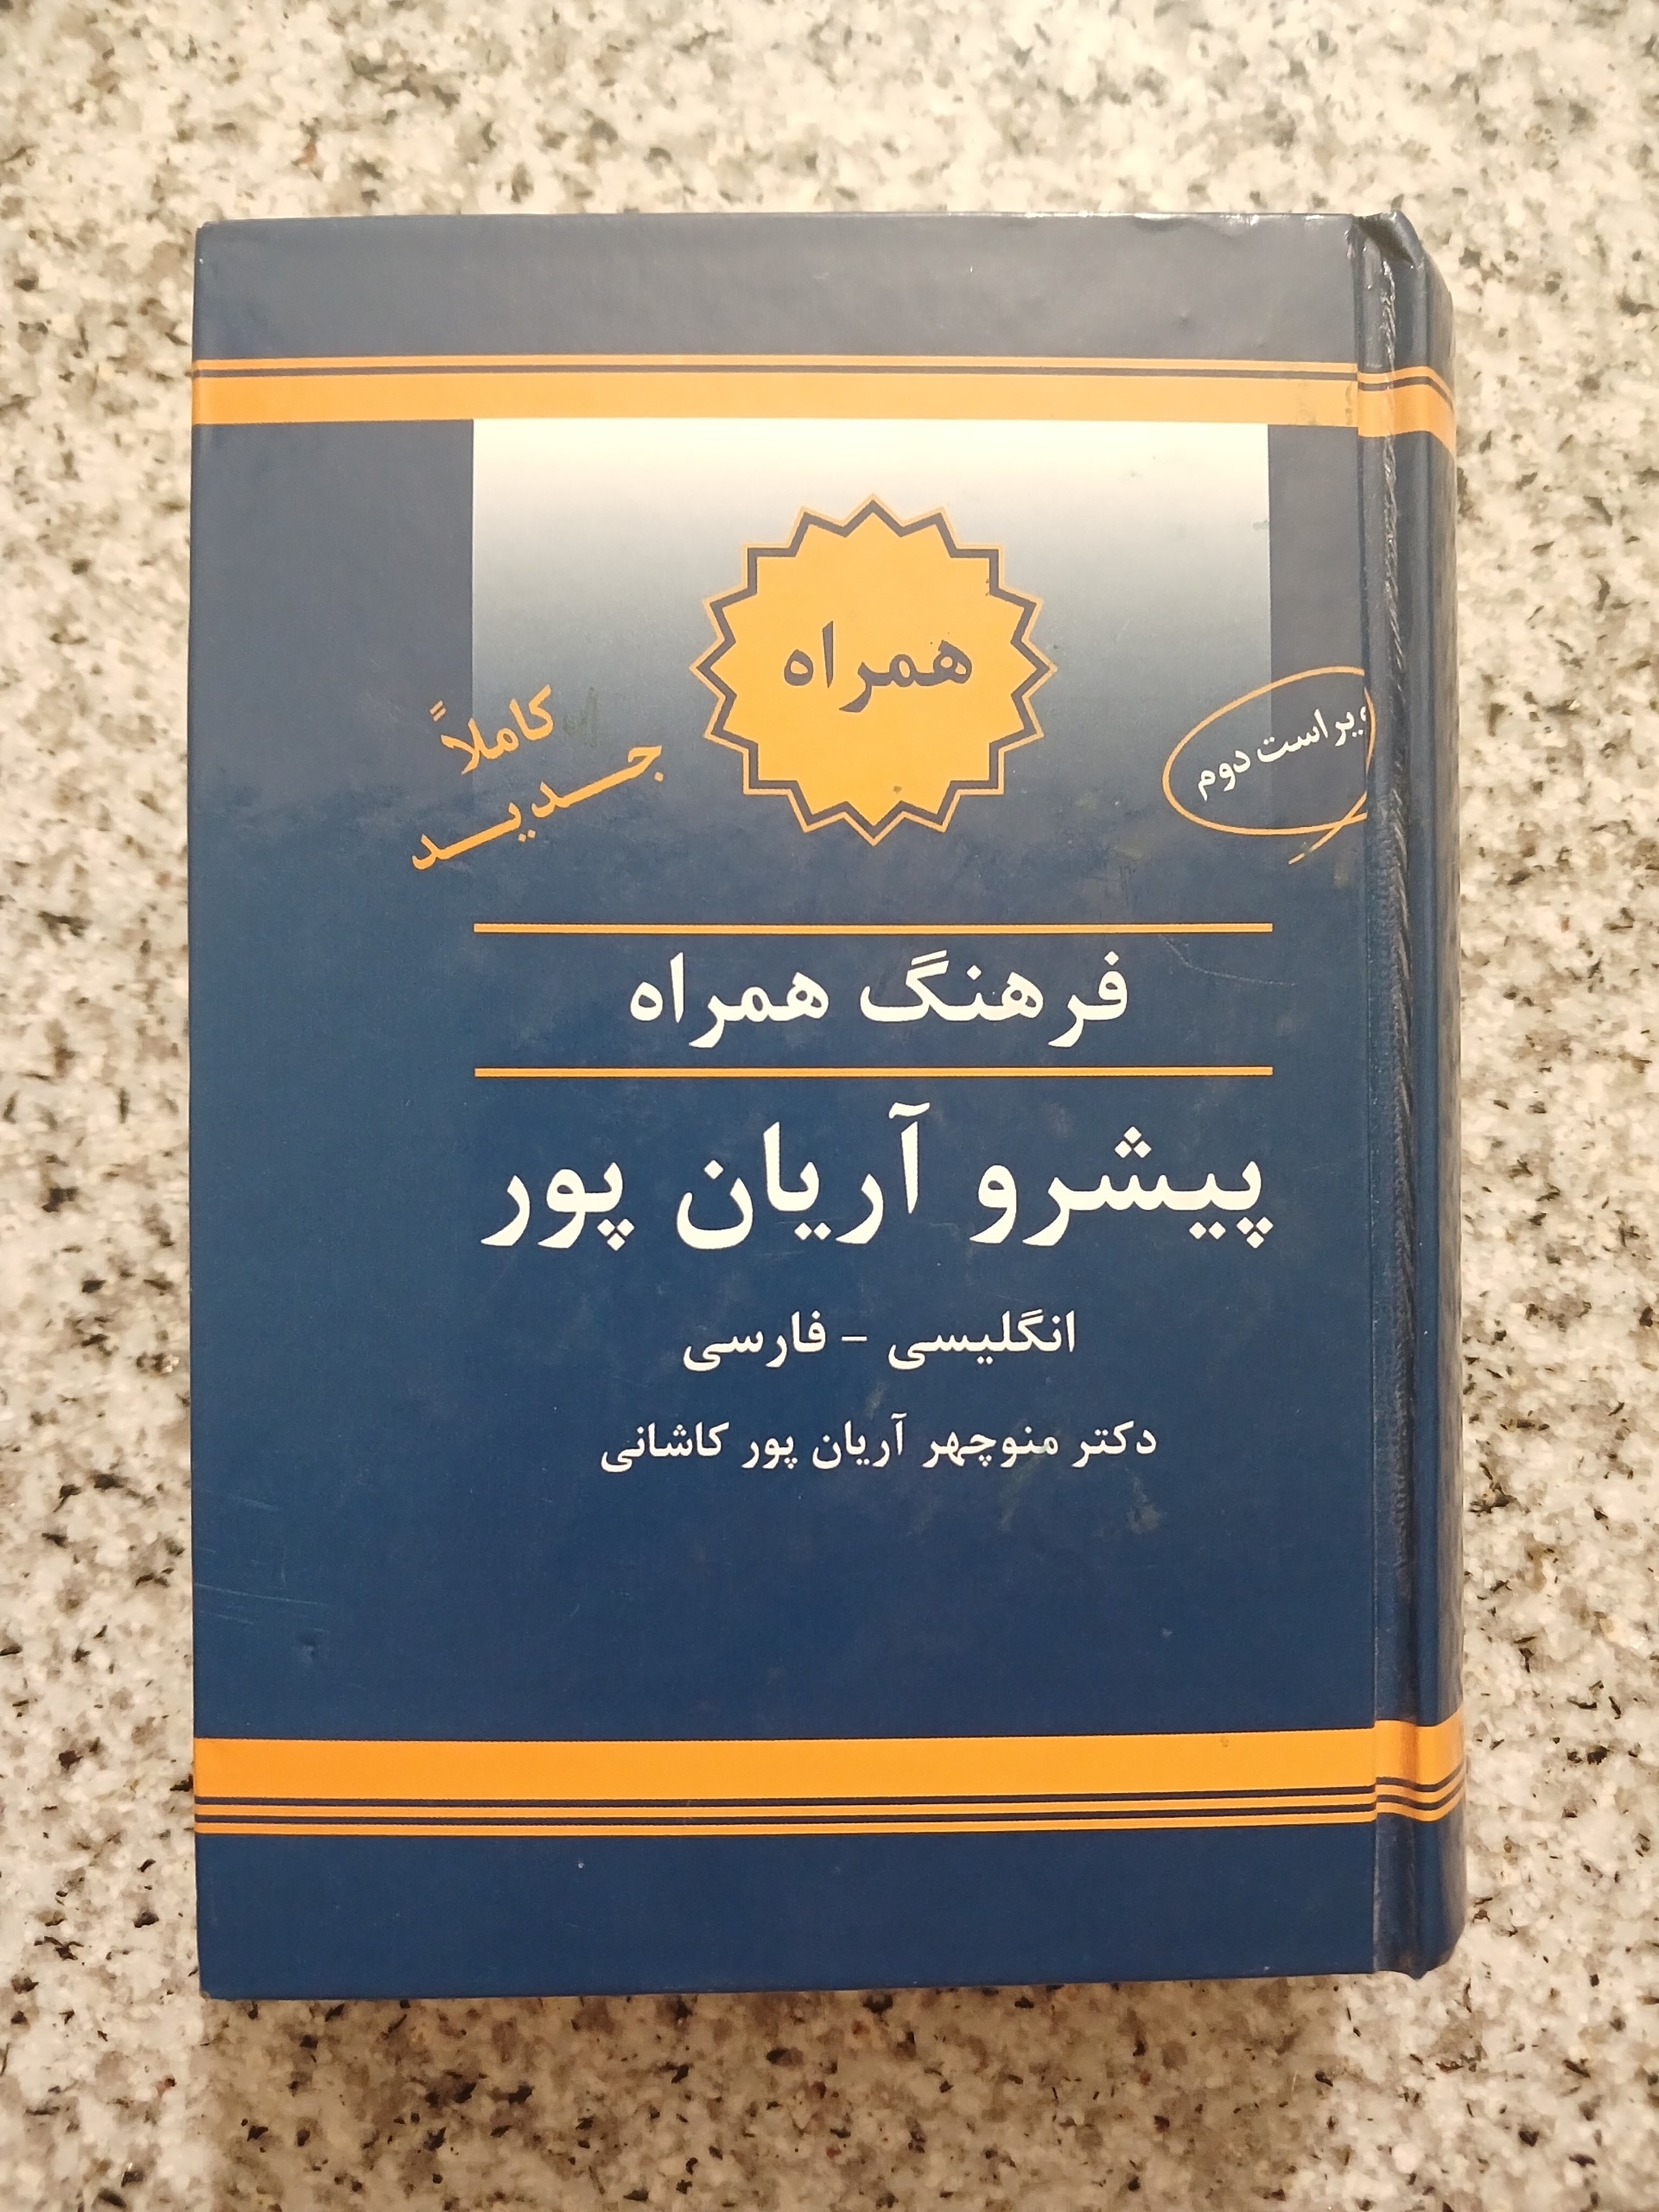 همراه
ویراست دوم
کاملاً
جدید
فرهنگ همراه
پیشرو آریان پور
انگلیسی - فارسی
دکتر منوچهر آریان پور کاشانی